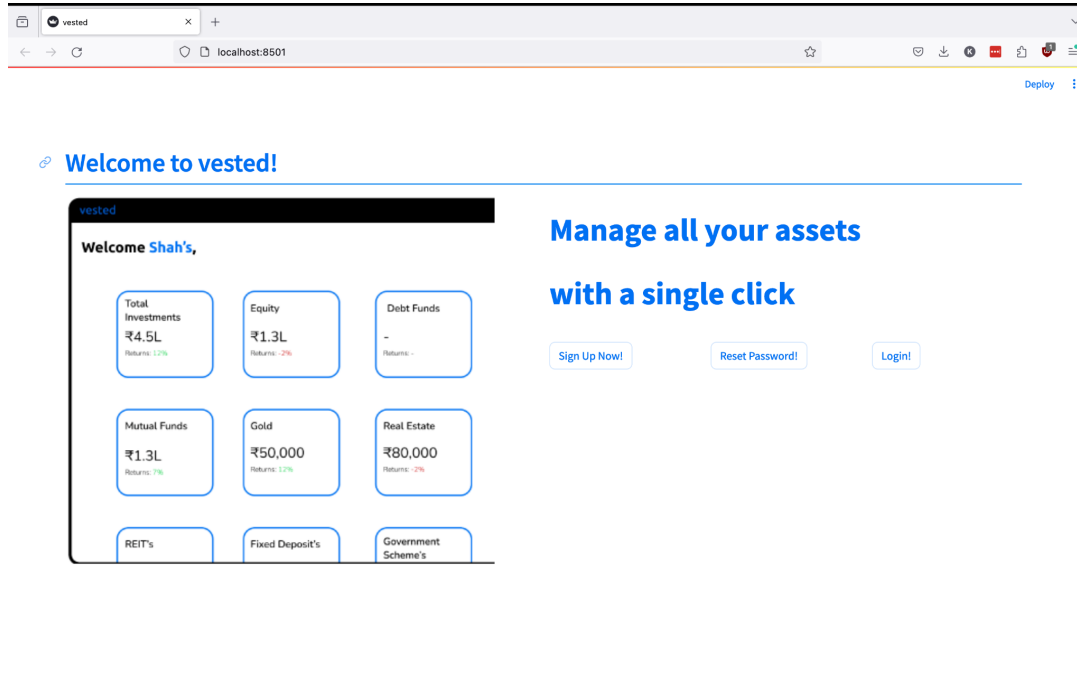 vested
localhost:8501
Deploy
Welcome to vested!
vested
Welcome Shah's,
Total
Investments
₹4.5L
Returns: 12%
Equity
₹1.3L
Returns: -2%
Debt Funds
-
Returns: -
Mutual Funds
₹1.3L
Returns: 7%
Gold
₹50,000
Returns: 12%
Real Estate
₹80,000
Returns: -2%
REIT's
Fixed Deposit's
Government
Scheme's
Manage all your assets
with a single click
Sign Up Now!
Reset Password!
Login!